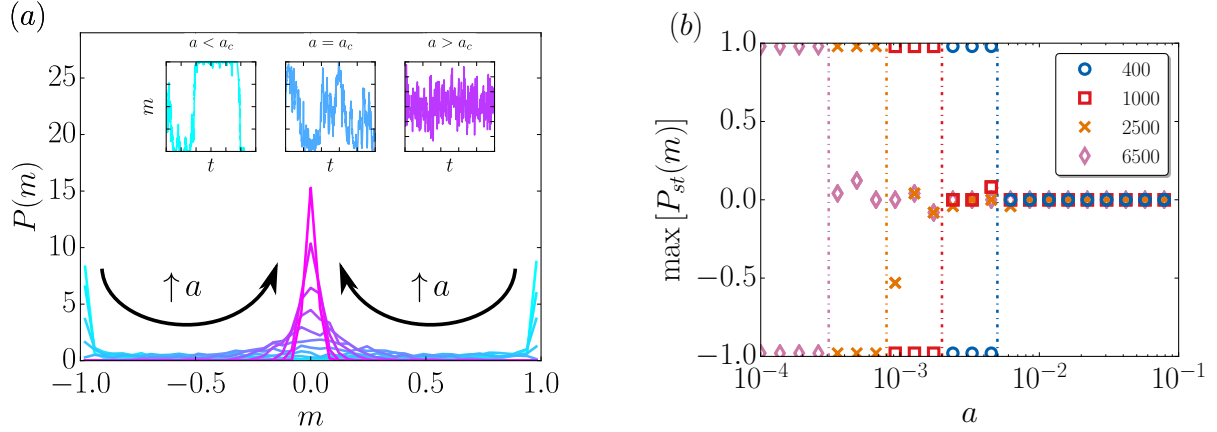 (a)
a < a_c
a = a_c
a > a_c
m
t
t
t
25
20
15
10
5
0
P(m)
↑ a
↑ a
−1.0
−0.5
0.0
0.5
1.0
m
(b)
1.0
0.5
0.0
−0.5
−1.0
max [P_{st}(m)]
400
1000
2500
6500
10^{-4}
10^{-3}
10^{-2}
10^{-1}
a